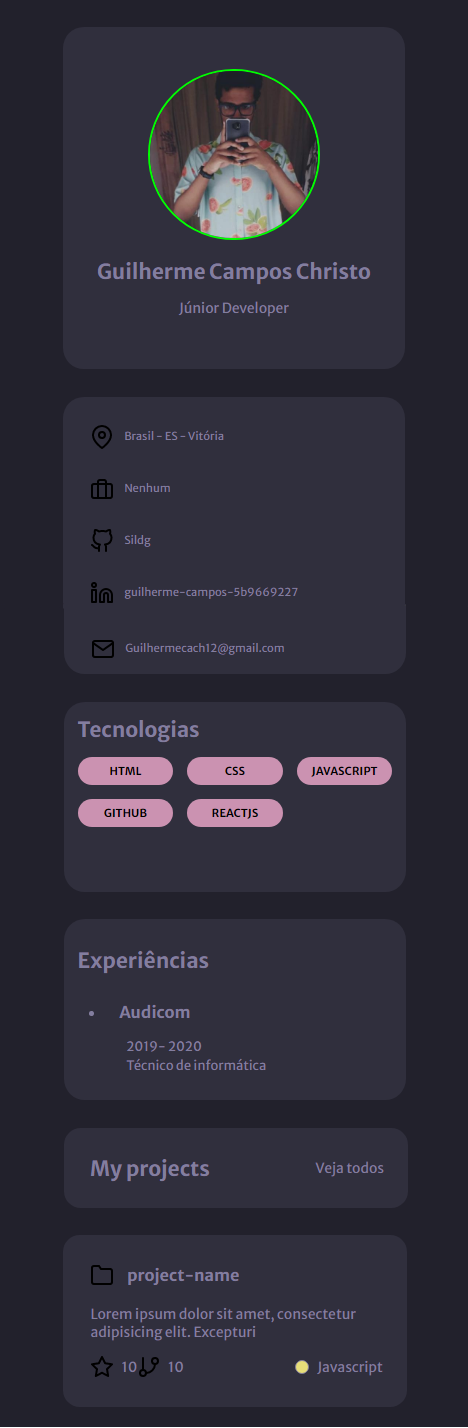 Guilherme Campos Christo
Júnior Developer
Brasil - ES - Vitória
Nenhum
Sildg
guilherme-campos-5b9669227
Guilhermecach12@gmail.com
Tecnologias
HTML CSS JAVASCRIPT
GITHUB REACTJS
Experiências
Audicom
2019- 2020
Técnico de informática
My projects Veja todos
project-name
Lorem ipsum dolor sit amet, consectetur
adipisicing elit. Excepturi
10 10 Javascript